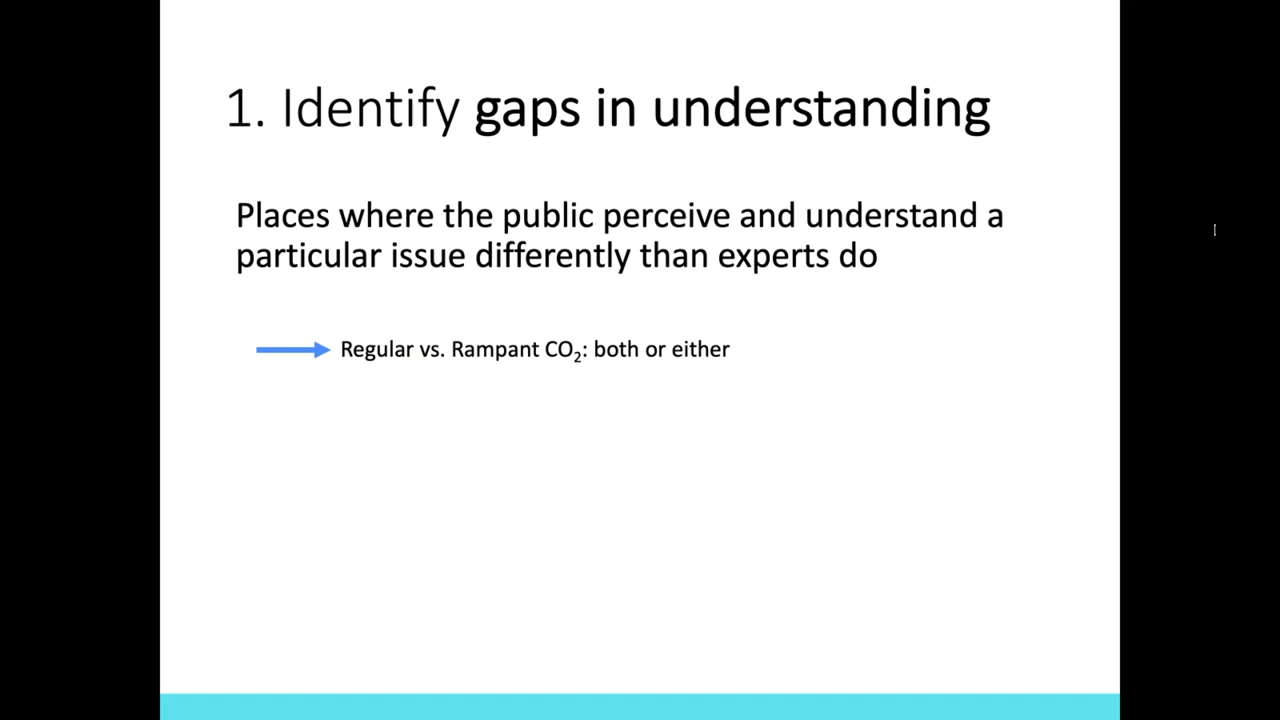 1. Identify gaps in understanding
Places where the public perceive and understand a
particular issue differently than experts do
Regular vs. Rampant CO₂: both or either